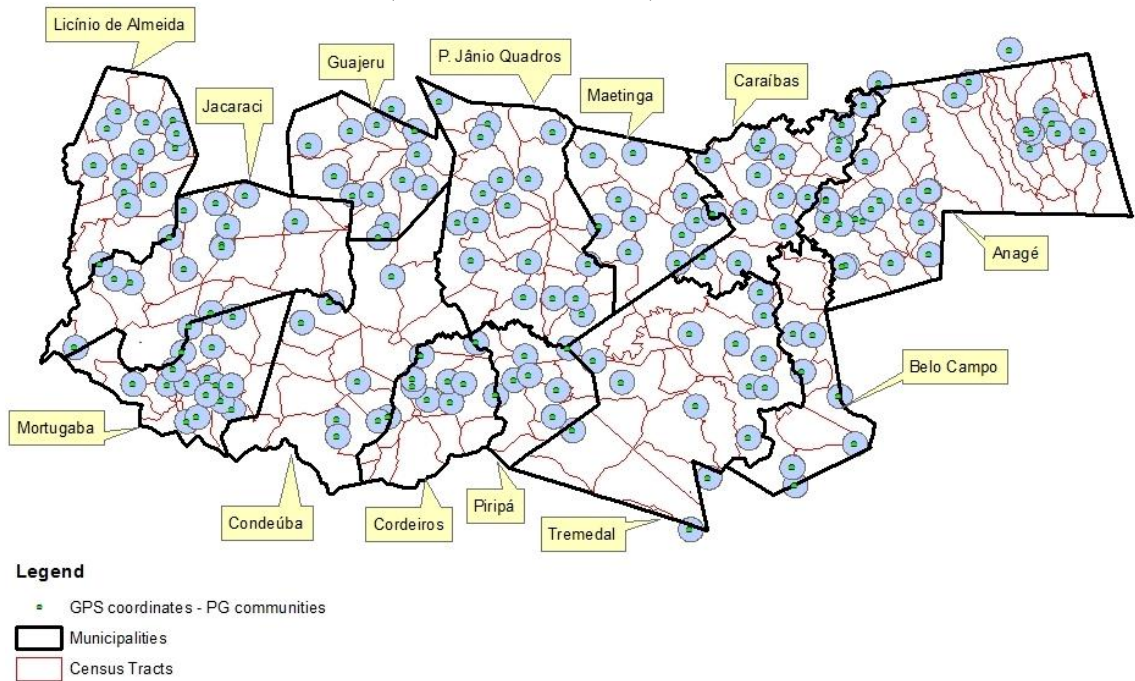 Licínio de Almeida
Guajeru
P. Jânio Quadros
Jacaraci
Maetinga
Caraíbas
Anagé
Belo Campo
Mortugaba
Condeúba
Cordeiros
Piripá
Tremedal
Legend
GPS coordinates - PG communities
Municipalities
Census Tracts